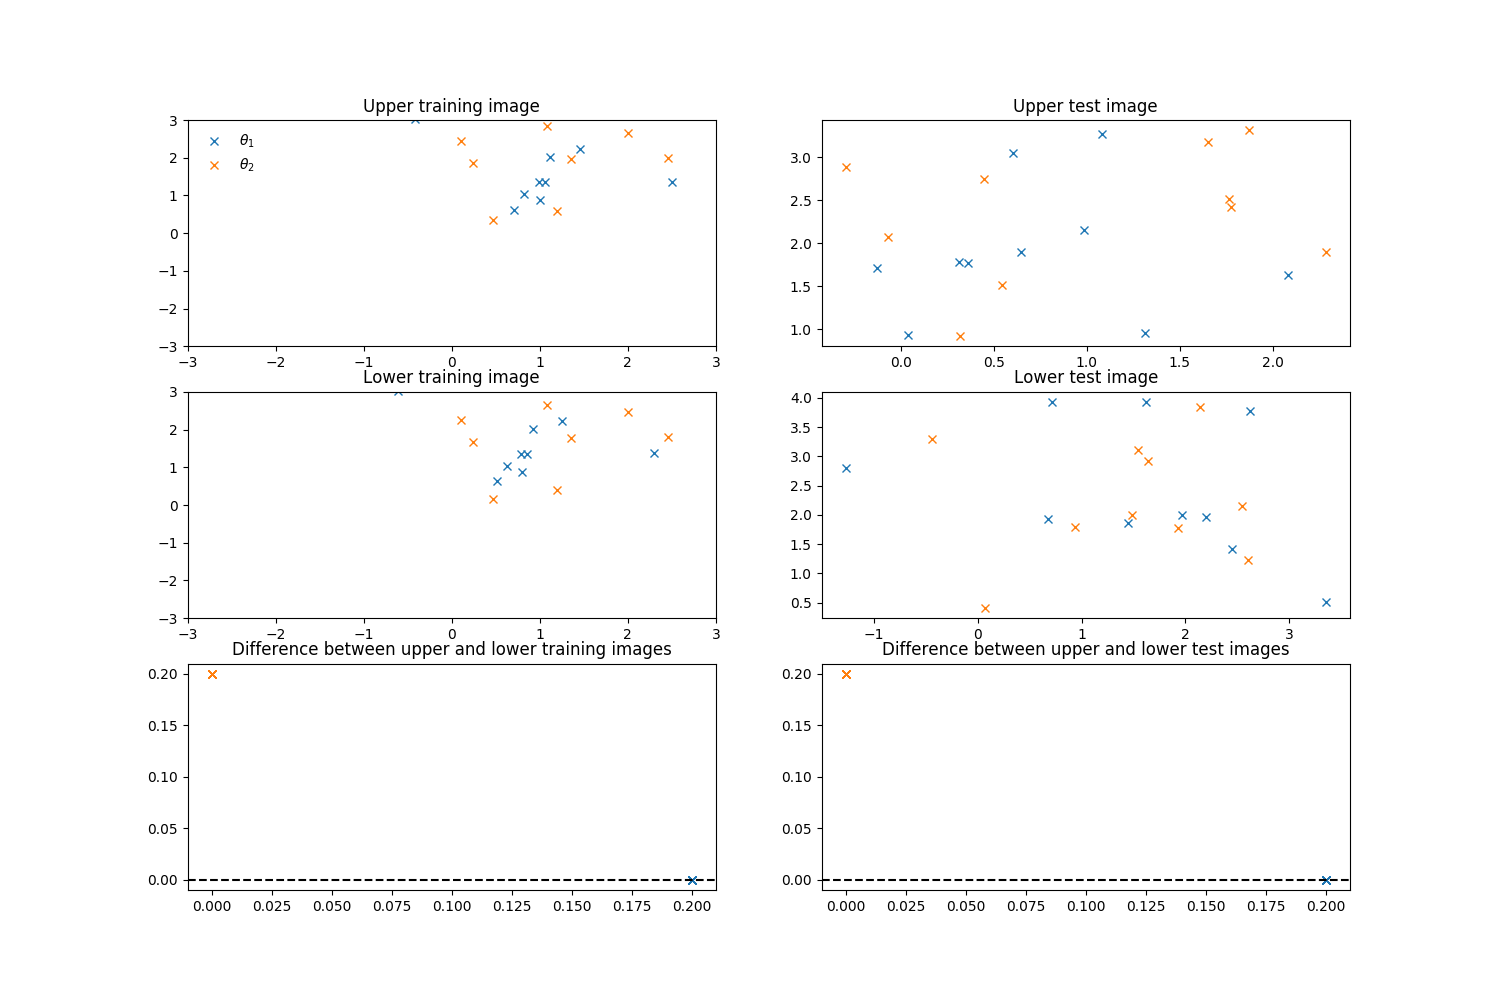 Upper training image
3
2
1
0
−1
−2
−3
θ₁
θ₂
−3 −2 −1 0 1 2 3
Upper test image
3.0
2.5
2.0
1.5
1.0
0.0 0.5 1.0 1.5 2.0
Lower training image
3
2
1
0
−1
−2
−3
−3 −2 −1 0 1 2 3
Lower test image
4.0
3.5
3.0
2.5
2.0
1.5
1.0
0.5
−1 0 1 2 3
Difference between upper and lower training images
0.20
0.15
0.10
0.05
0.00
0.000 0.025 0.050 0.075 0.100 0.125 0.150 0.175 0.200
Difference between upper and lower test images
0.20
0.15
0.10
0.05
0.00
0.000 0.025 0.050 0.075 0.100 0.125 0.150 0.175 0.200